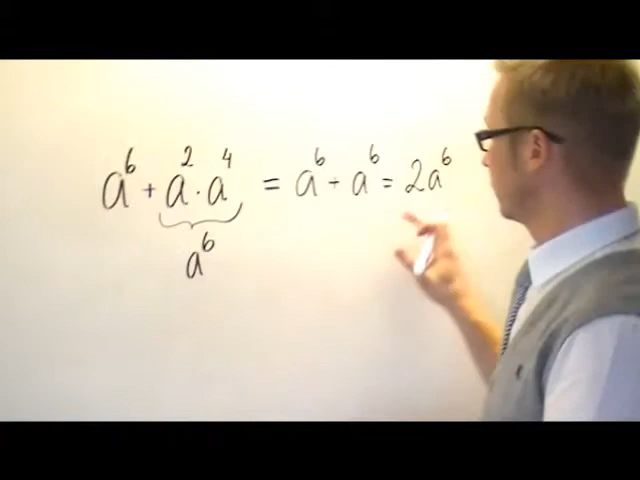 a⁶ + a² · a⁴ = a⁶ + a⁶ = 2a⁶
a⁶